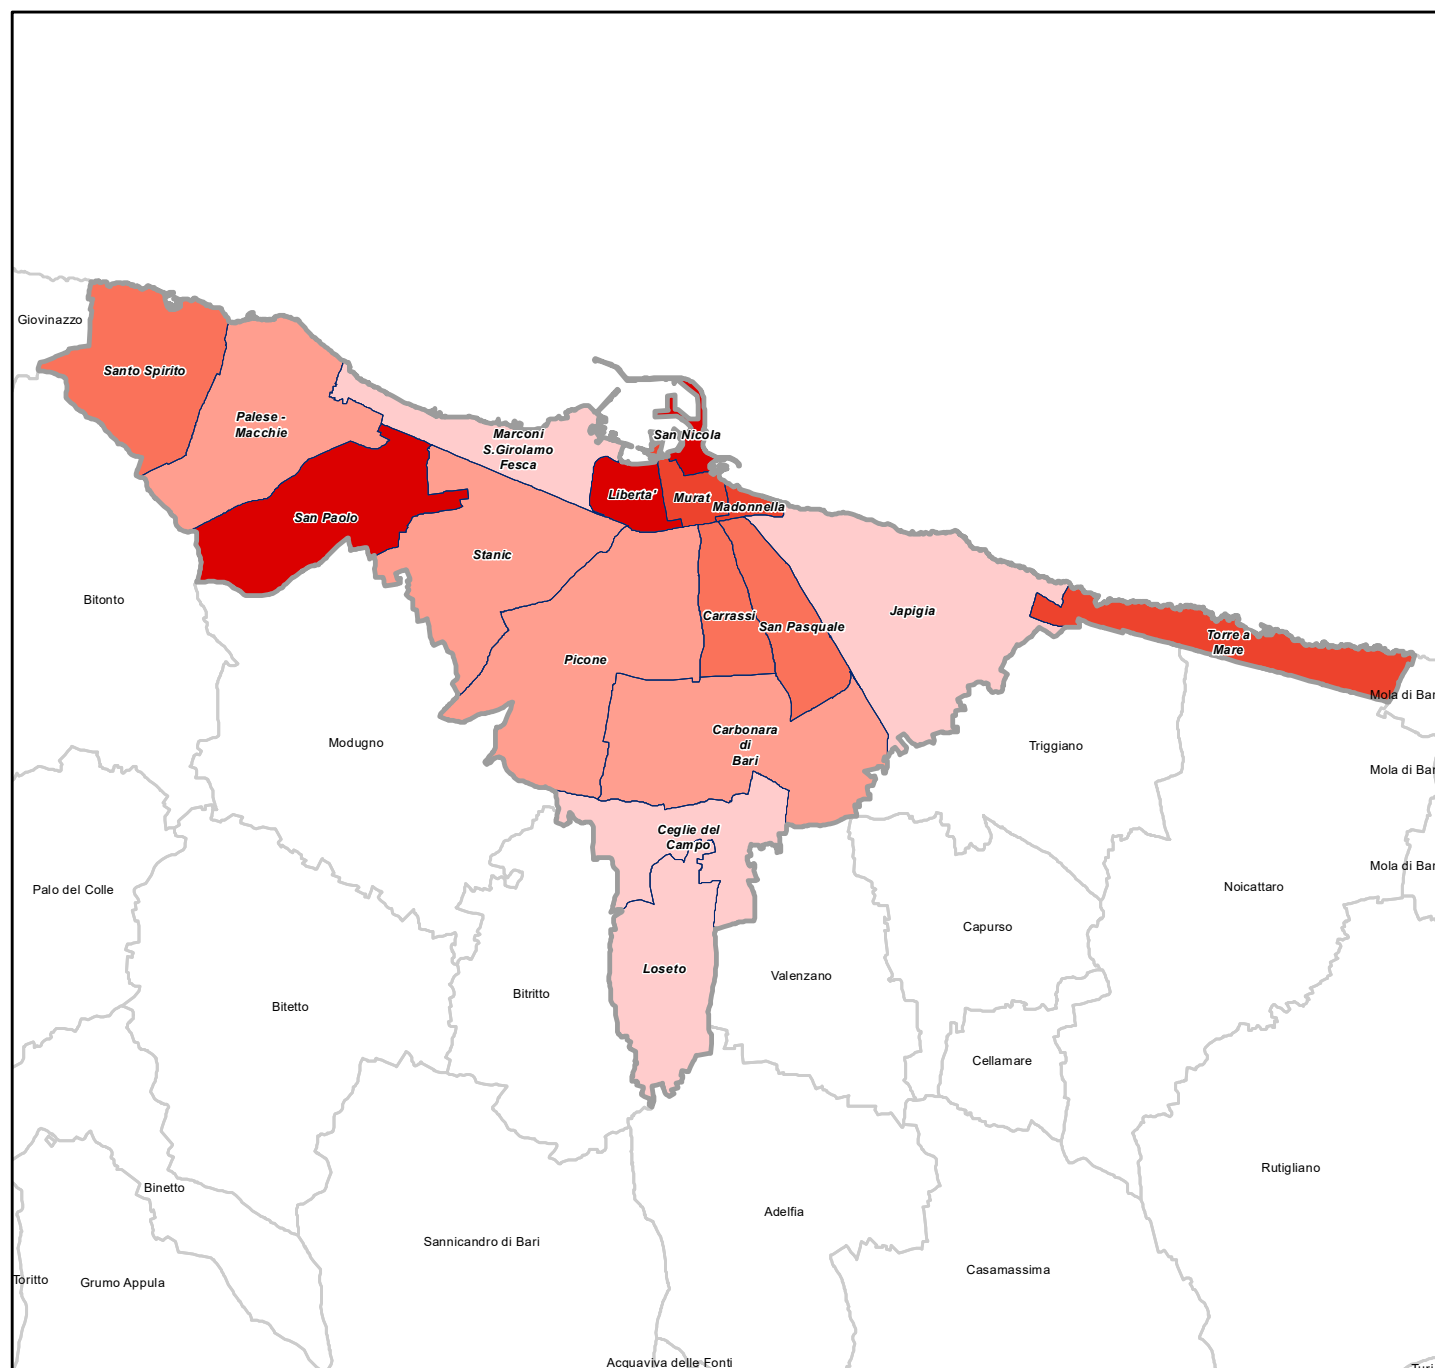 Giovinazzo
Santo Spirito
Palese -
Macchie
Marconi
S.Girolamo
Fesca
San Nicola
Liberta'
Murat
Madonnella
San Paolo
Stanic
Bitonto
Carrassi
San Pasquale
Japigia
Torre a
Mare
Picone
Mola di Bar
Modugno
Carbonara
di
Bari
Triggiano
Mola di Bar
Ceglie del
Campo
Mola di Bar
Palo del Colle
Noicattaro
Capurso
Loseto
Valenzano
Bitritto
Bitetto
Cellamare
Rutigliano
Binetto
Adelfia
Sannicandro di Bari
Casamassima
Toritto
Grumo Appula
Acquaviva delle Fonti